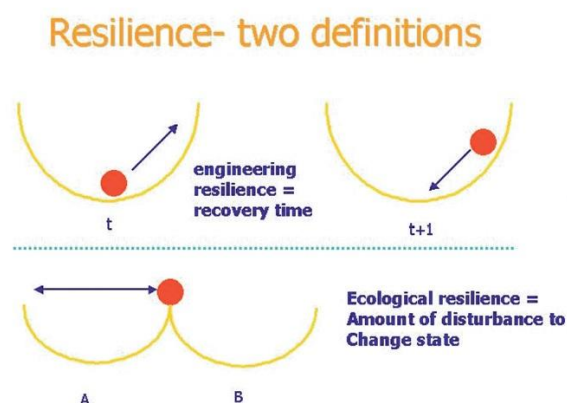 Resilience- two definitions
engineering
resilience =
recovery time
t
t+1
Ecological resilience =
Amount of disturbance to
Change state
A
B